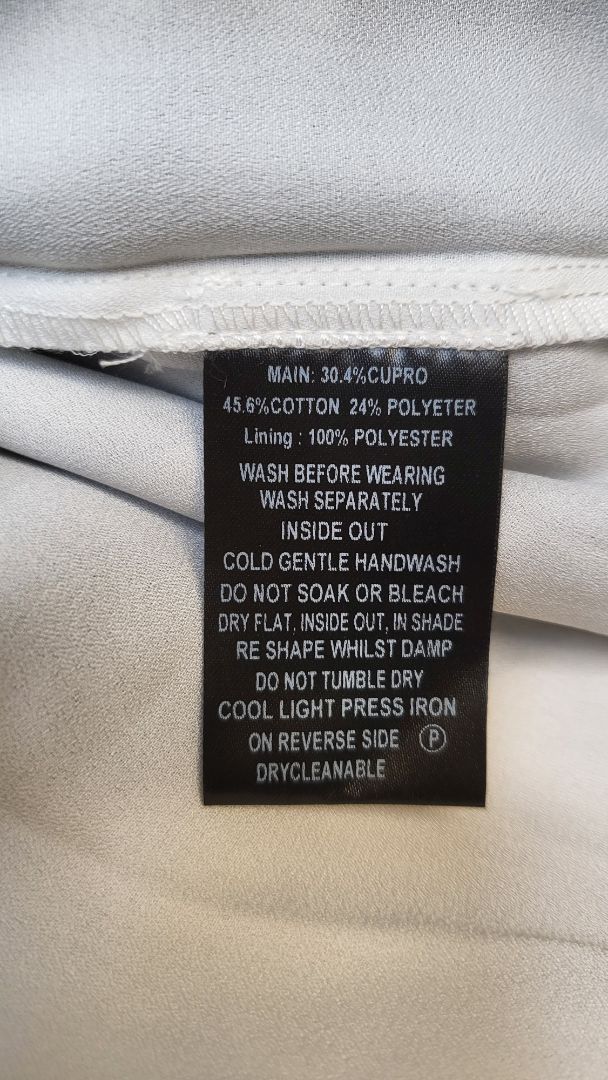 MAIN: 30.4%CUPRO
45.6%COTTON 24% POLYETER
Lining : 100% POLYESTER
WASH BEFORE WEARING
WASH SEPARATELY
INSIDE OUT
COLD GENTLE HANDWASH
DO NOT SOAK OR BLEACH
DRY FLAT, INSIDE OUT, IN SHADE
RE SHAPE WHILST DAMP
DO NOT TUMBLE DRY
COOL LIGHT PRESS IRON
ON REVERSE SIDE Ⓟ
DRYCLEANABLE